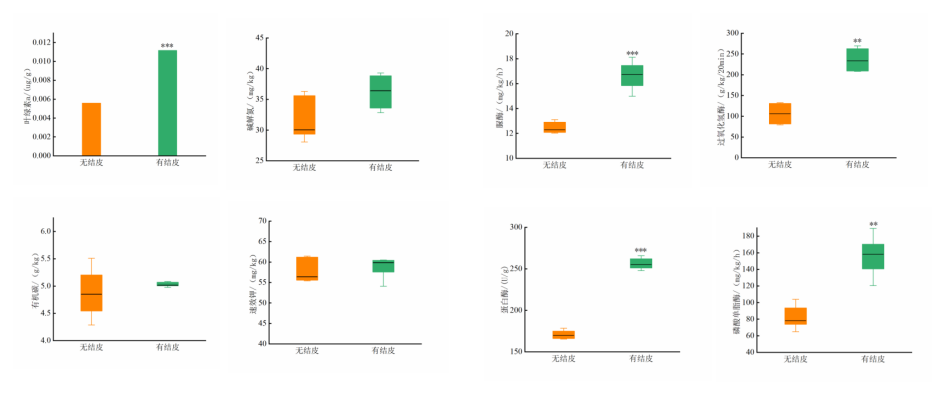 叶绿素a/(ug/g)
0.012
0.010
0.008
0.006
0.004
0.002
0.000
***
无结皮
有结皮
碱解氮/(mg/kg)
40
35
30
25
无结皮
有结皮
脲酶/(mg/kg/h)
20
18
16
14
12
10
***
无结皮
有结皮
过氧化氢酶/(g/kg/20min)
300
250
200
150
100
50
0
**
无结皮
有结皮
有机碳/(g/kg)
6.0
5.5
5.0
4.5
4.0
无结皮
有结皮
速效钾/(mg/kg)
70
65
60
55
50
45
40
无结皮
有结皮
蛋白酶/(U/g)
300
250
200
150
***
无结皮
有结皮
磷酸单脂酶/(mg/kg/h)
180
160
140
120
100
80
60
40
**
无结皮
有结皮